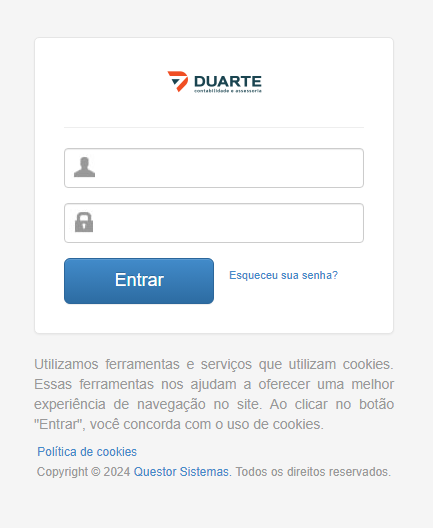 DUARTE
contabilidade e assessoria
Entrar
Esqueceu sua senha?
Utilizamos ferramentas e serviços que utilizam cookies.
Essas ferramentas nos ajudam a oferecer uma melhor
experiência de navegação no site. Ao clicar no botão
"Entrar", você concorda com o uso de cookies.
Política de cookies
Copyright © 2024 Questor Sistemas. Todos os direitos reservados.